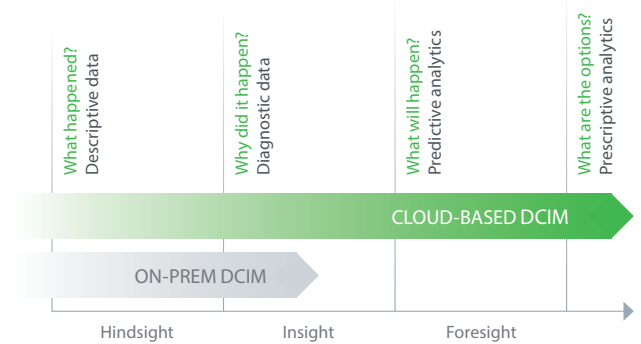 What happened?
Descriptive data
Why did it happen?
Diagnostic data
What will happen?
Predictive analytics
What are the options?
Prescriptive analytics
CLOUD-BASED DCIM
ON-PREM DCIM
Hindsight
Insight
Foresight